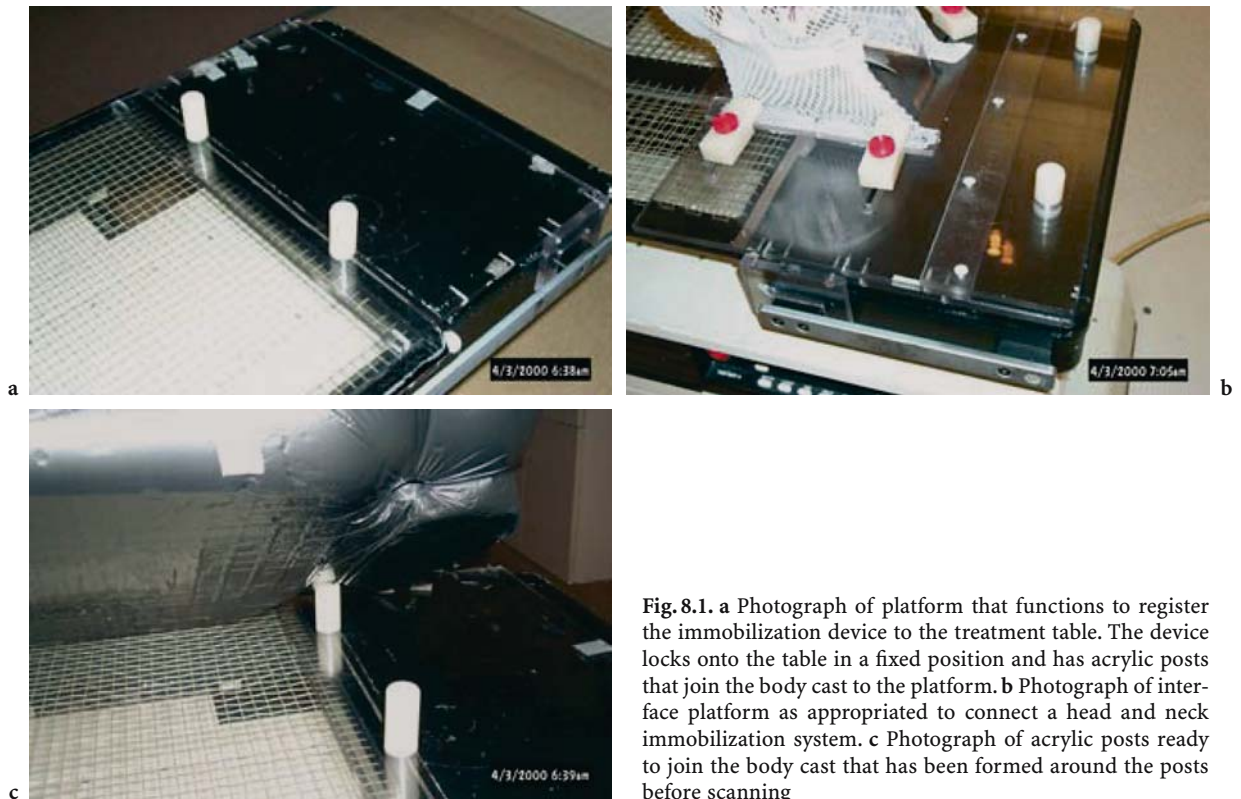 4/3/2000 6:38am
a
4/3/2000 7:05am
b
4/3/2000 6:39am
c
Fig. 8.1. a Photograph of platform that functions to register
the immobilization device to the treatment table. The device
locks onto the table in a fixed position and has acrylic posts
that join the body cast to the platform. b Photograph of inter-
face platform as appropriated to connect a head and neck
immobilization system. c Photograph of acrylic posts ready
to join the body cast that has been formed around the posts
before scanning